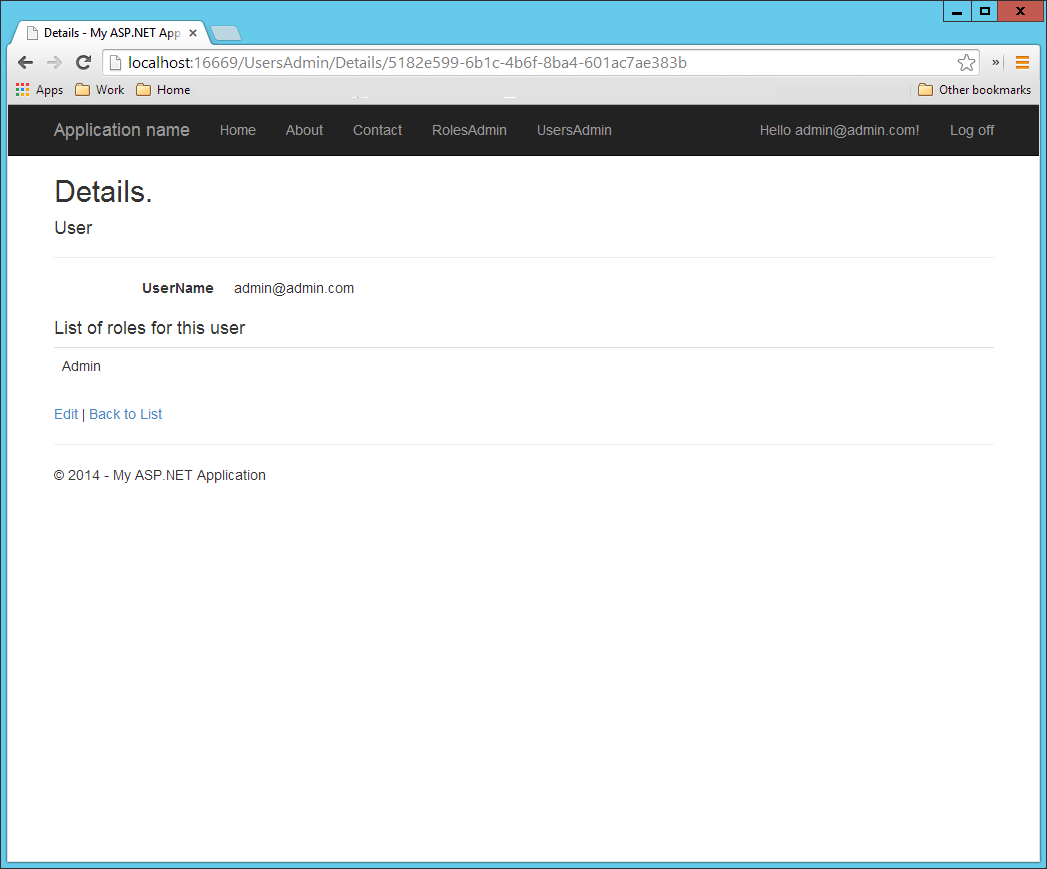 Details - My ASP.NET App
localhost:16669/UsersAdmin/Details/5182e599-6b1c-4b6f-8ba4-601ac7ae383b
Apps Work Home Other bookmarks
Application name Home About Contact RolesAdmin UsersAdmin Hello admin@admin.com! Log off
Details.
User
UserName admin@admin.com
List of roles for this user
Admin
Edit | Back to List
© 2014 - My ASP.NET Application